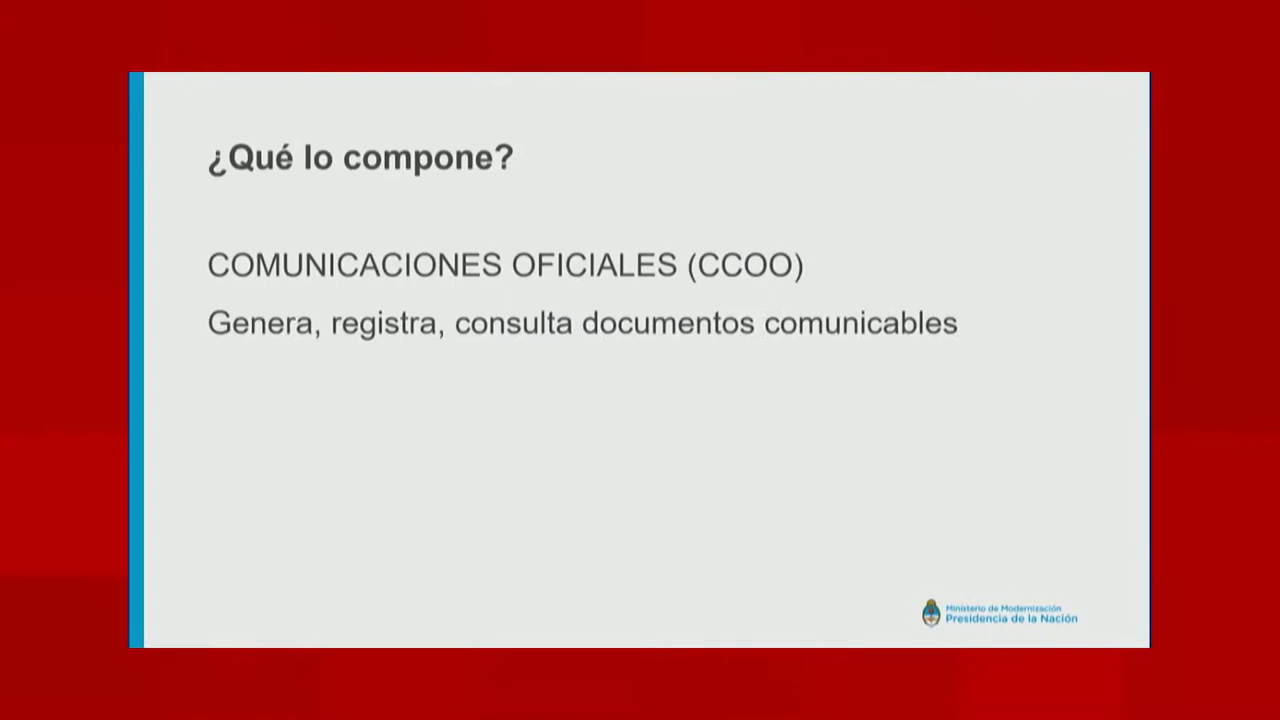 ¿Qué lo compone?
COMUNICACIONES OFICIALES (CCOO)
Genera, registra, consulta documentos comunicables
Ministerio de Modernización
Presidencia de la Nación